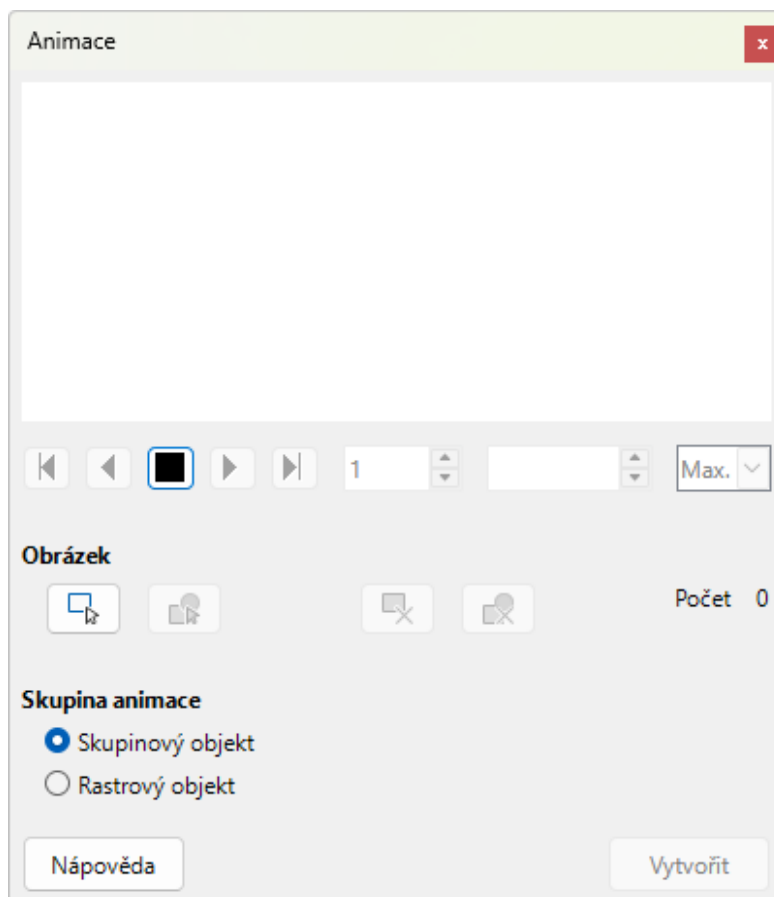 Animace
x
1 Max.
Obrázek
Počet 0
Skupina animace
Skupinový objekt
Rastrový objekt
Nápověda Vytvořit